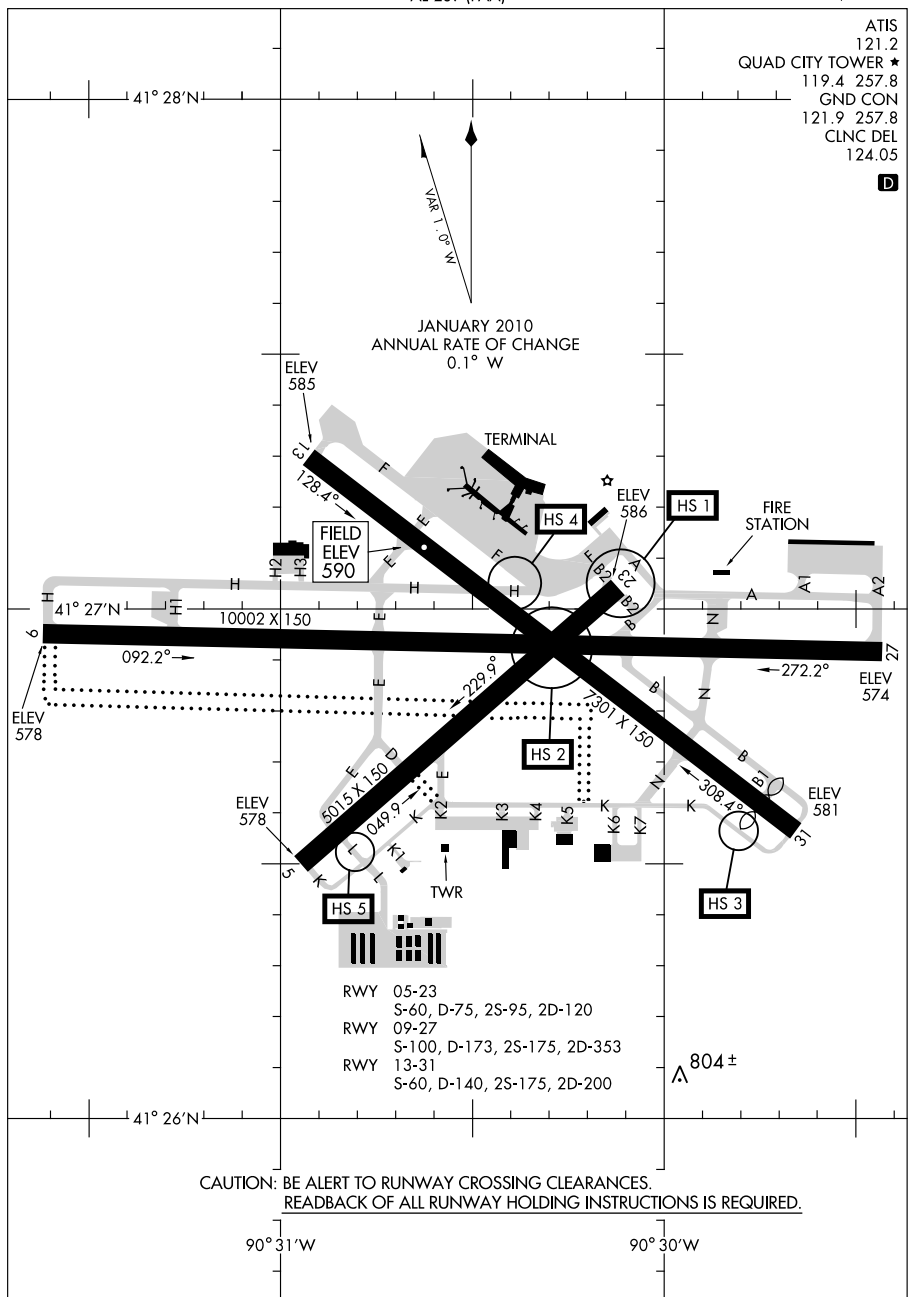 AL-207 (FAA)
ATIS
121.2
QUAD CITY TOWER ★
119.4 257.8
GND CON
121.9 257.8
CLNC DEL
124.05
D
41° 28'N
VAR 1.0° W
JANUARY 2010
ANNUAL RATE OF CHANGE
0.1° W
ELEV
585
TERMINAL
13
128.4°
F
E
FIELD
ELEV
590
HS 4
ELEV
586
HS 1
FIRE
STATION
F
F
A
B2
23
H2
H3
E
H
H
H
B2
B
A
A1
A2
H
H1
E
N
41° 27'N
10002 X 150
9
092.2°
27
272.2°
ELEV
574
229.9°
E
B
N
7301 X 150
ELEV
578
HS 2
B
B1
E
D
E
5015 X 150
049.9
N
308.4°
ELEV
581
ELEV
578
K
K2
K3
K4
K5
K
K6
K7
K
31
5
L
K1
K
L
TWR
HS 5
HS 3
RWY 05-23
S-60, D-75, 2S-95, 2D-120
RWY 09-27
S-100, D-173, 2S-175, 2D-353
RWY 13-31
S-60, D-140, 2S-175, 2D-200
804 ±
41° 26'N
CAUTION: BE ALERT TO RUNWAY CROSSING CLEARANCES.
READBACK OF ALL RUNWAY HOLDING INSTRUCTIONS IS REQUIRED.
90° 31'W
90° 30'W